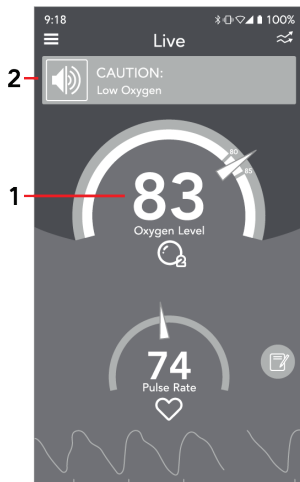 9:18
100%
Live
2
CAUTION:
Low Oxygen
80
85
1
83
Oxygen Level
2
74
Pulse Rate